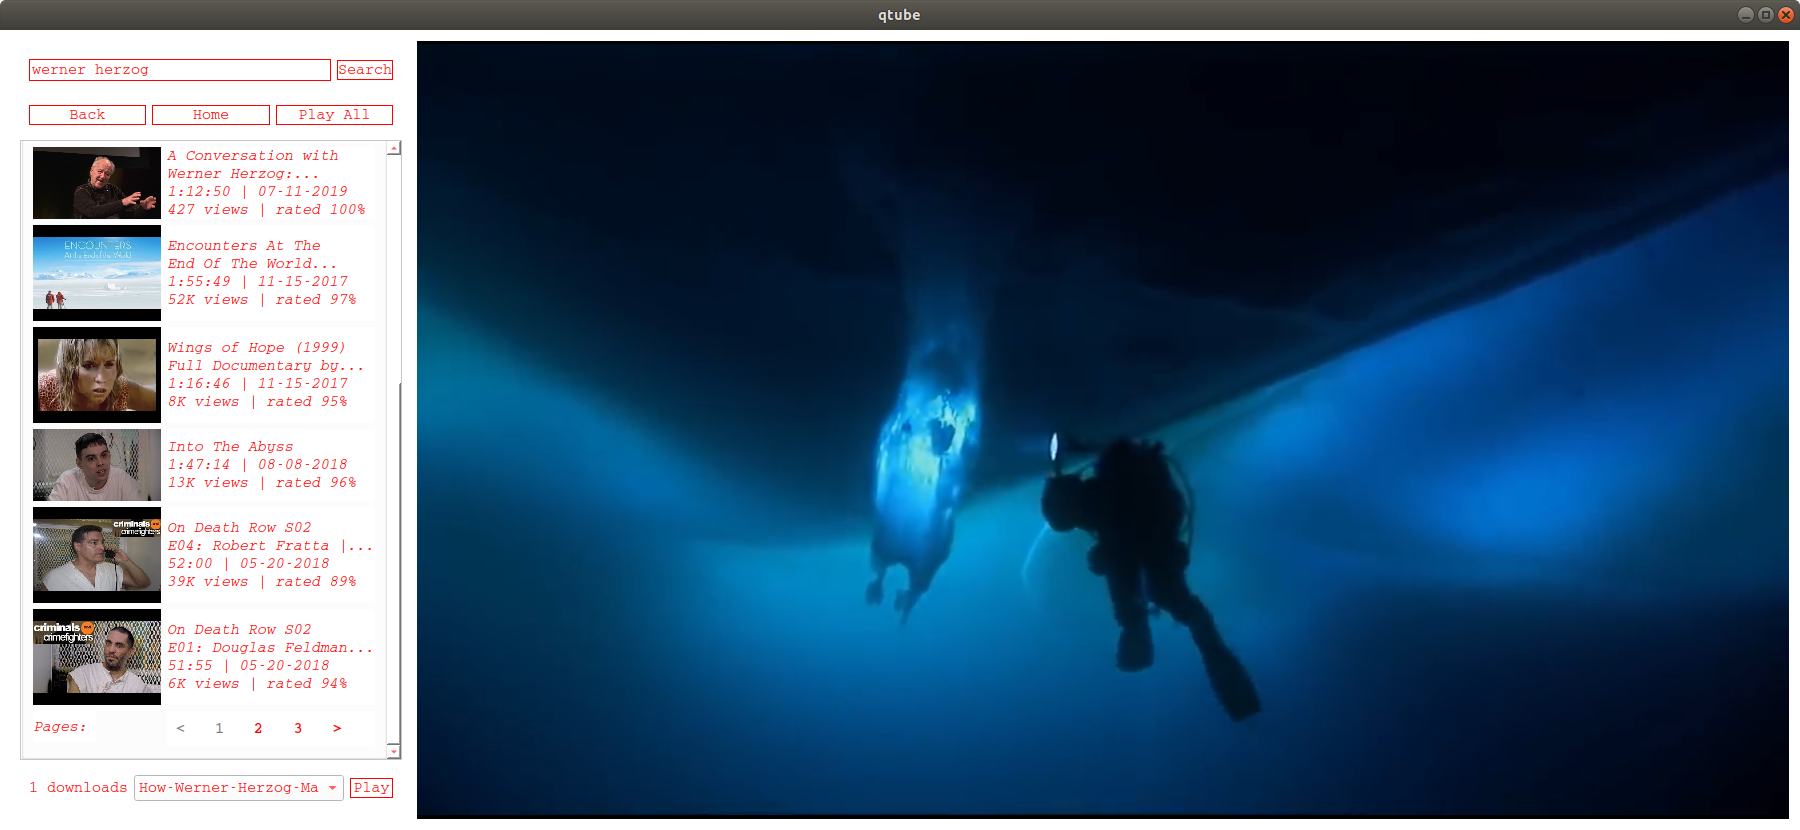 qtube
werner herzog
Search
Back
Home
Play All
A Conversation with
Werner Herzog:...
1:12:50 | 07-11-2019
427 views | rated 100%
ENCOUNTERS
At the Ends of the World
Encounters At The
End Of The World...
1:55:49 | 11-15-2017
52K views | rated 97%
Wings of Hope (1999)
Full Documentary by...
1:16:46 | 11-15-2017
8K views | rated 95%
Into The Abyss
1:47:14 | 08-08-2018
13K views | rated 96%
criminals
crimefighters
On Death Row S02
E04: Robert Fratta |...
52:00 | 05-20-2018
39K views | rated 89%
criminals
crimefighters
On Death Row S02
E01: Douglas Feldman...
51:55 | 05-20-2018
6K views | rated 94%
Pages:
< 1 2 3 >
1 downloads
How-Werner-Herzog-Ma
Play